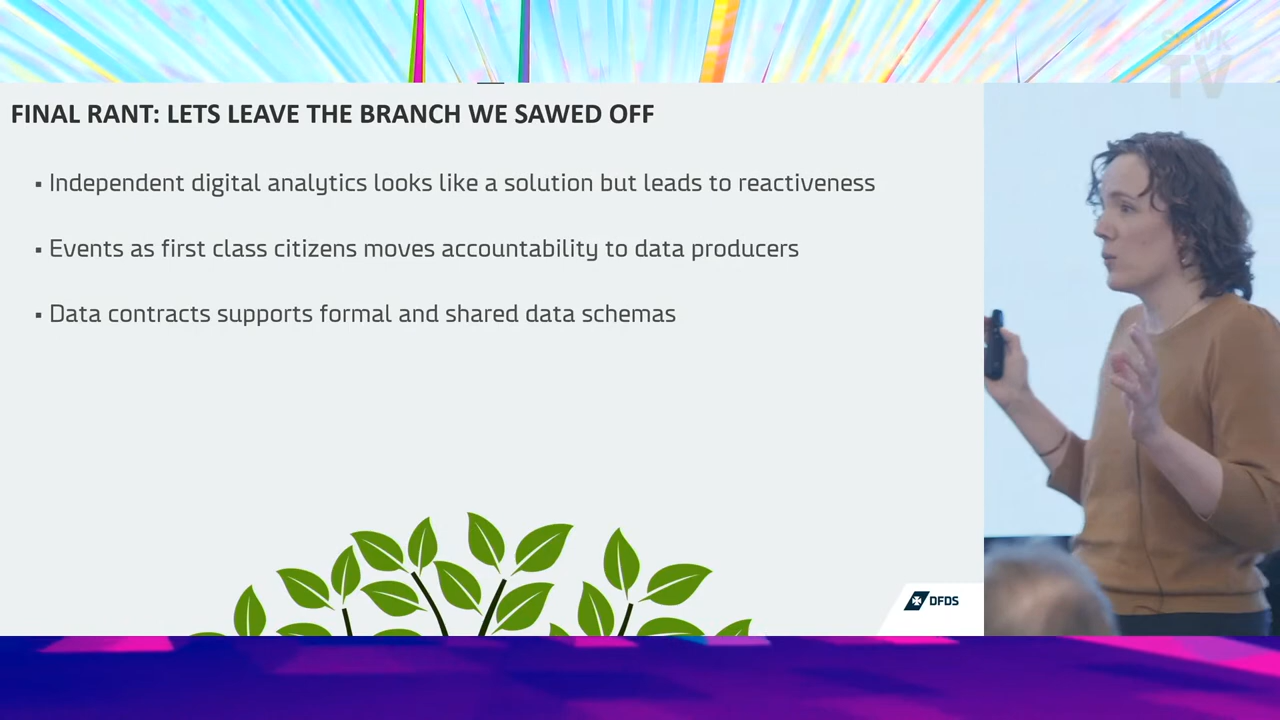 SPWK
TV
FINAL RANT: LETS LEAVE THE BRANCH WE SAWED OFF
▪ Independent digital analytics looks like a solution but leads to reactiveness
▪ Events as first class citizens moves accountability to data producers
▪ Data contracts supports formal and shared data schemas
DFDS